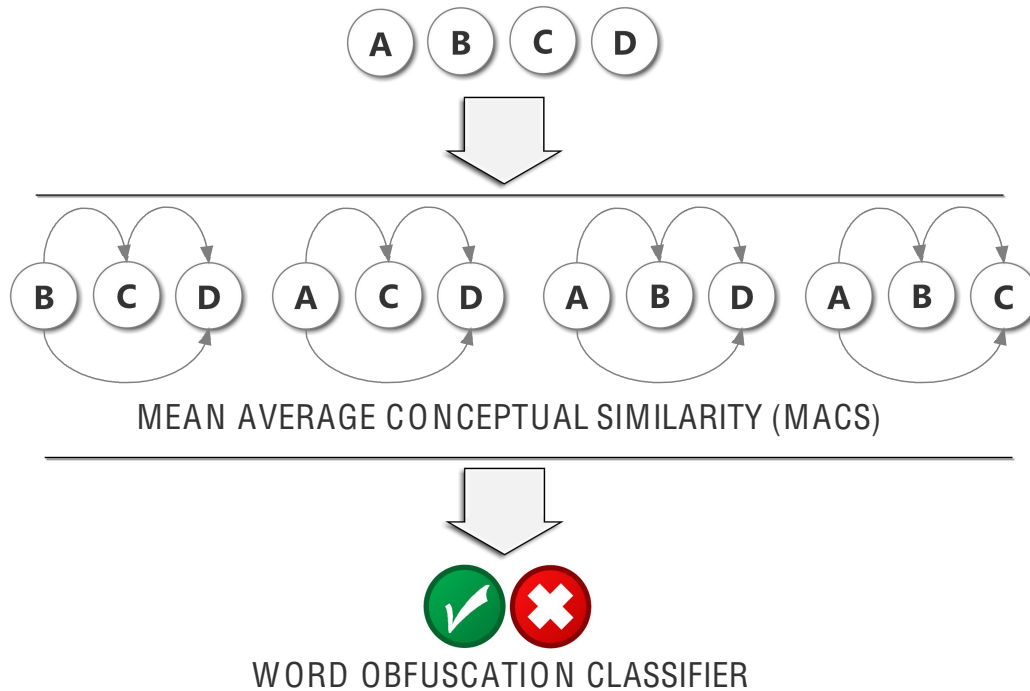 A B C D
B C D A C D A B D A B C
MEAN AVERAGE CONCEPTUAL SIMILARITY (MACS)
WORD OBFUSCATION CLASSIFIER